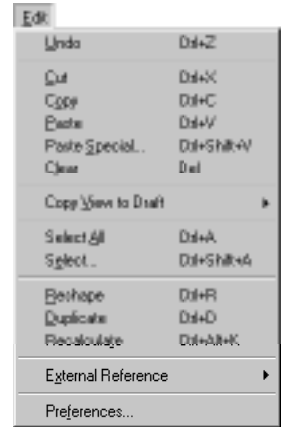 Edit
Undo Ctrl+Z
Cut Ctrl+X
Copy Ctrl+C
Paste Ctrl+V
Paste Special... Ctrl+Shift+V
Clear Del
Copy View to Draft
Select All Ctrl+A
Select... Ctrl+Shift+A
Reshape Ctrl+R
Duplicate Ctrl+D
Recalculate Ctrl+Alt+K
External Reference
Preferences...